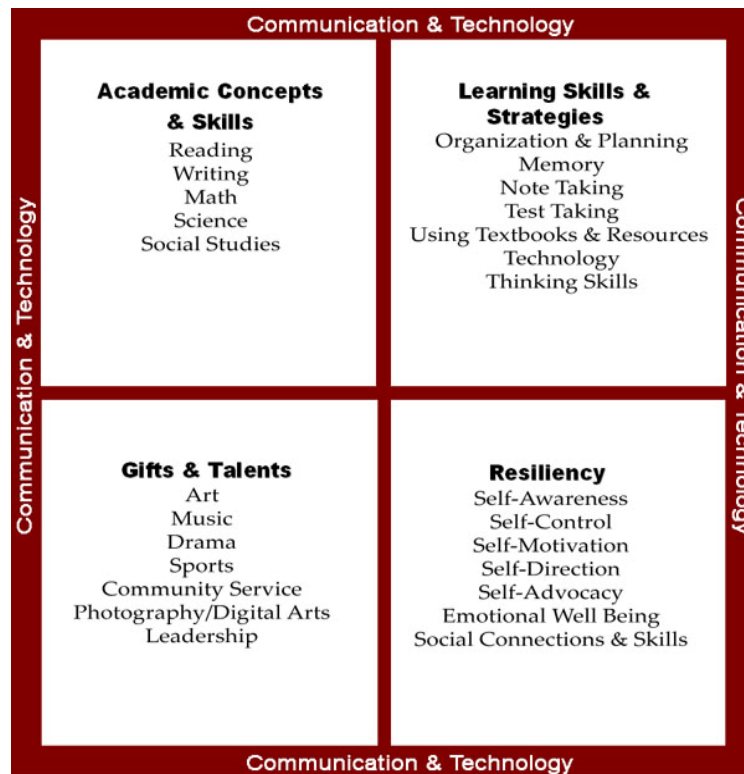 Communication & Technology
Communication & Technology
Academic Concepts
& Skills
Reading
Writing
Math
Science
Social Studies
Learning Skills &
Strategies
Organization & Planning
Memory
Note Taking
Test Taking
Using Textbooks & Resources
Technology
Thinking Skills
Communication & Technology
Gifts & Talents
Art
Music
Drama
Sports
Community Service
Photography/Digital Arts
Leadership
Resiliency
Self-Awareness
Self-Control
Self-Motivation
Self-Direction
Self-Advocacy
Emotional Well Being
Social Connections & Skills
Communication & Technology